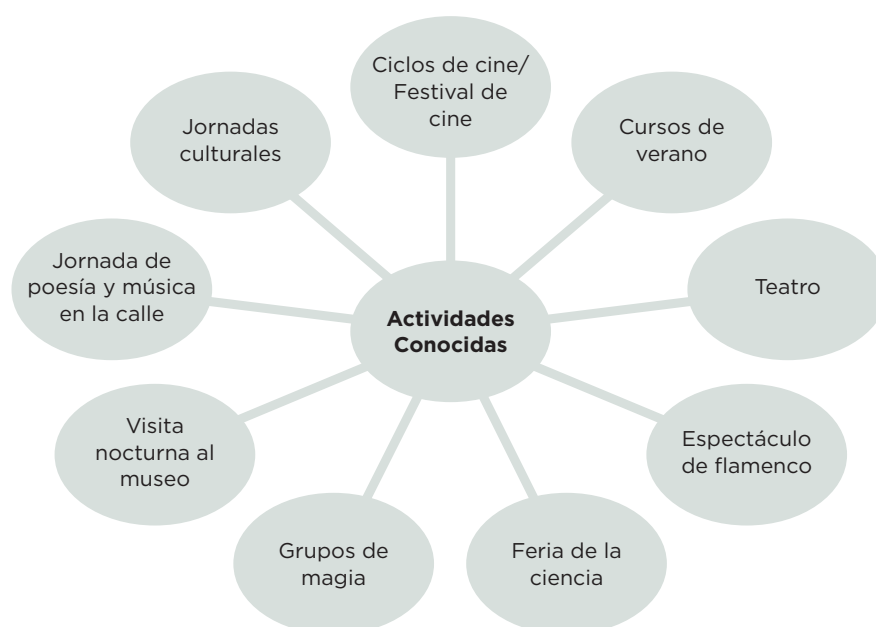 Ciclos de cine/
Festival de
cine
Jornadas
culturales
Cursos de
verano
Jornada de
poesía y música
en la calle
Teatro
Actividades
Conocidas
Visita
nocturna al
museo
Espectáculo
de flamenco
Grupos de
magia
Feria de la
ciencia